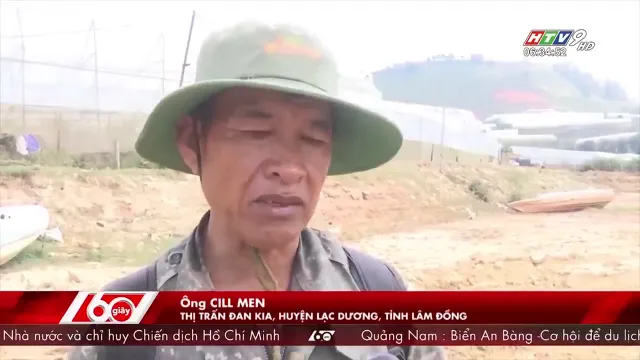 HTV9 HD
06:34:52
Ông CILL MEN
THỊ TRẤN ĐAN KIA, HUYỆN LẠC DƯƠNG, TỈNH LÂM ĐỒNG
60 giây
Nhà nước và chỉ huy Chiến dịch Hồ Chí Minh 60 Quảng Nam : Biển An Bàng -Cơ hội để du lịc